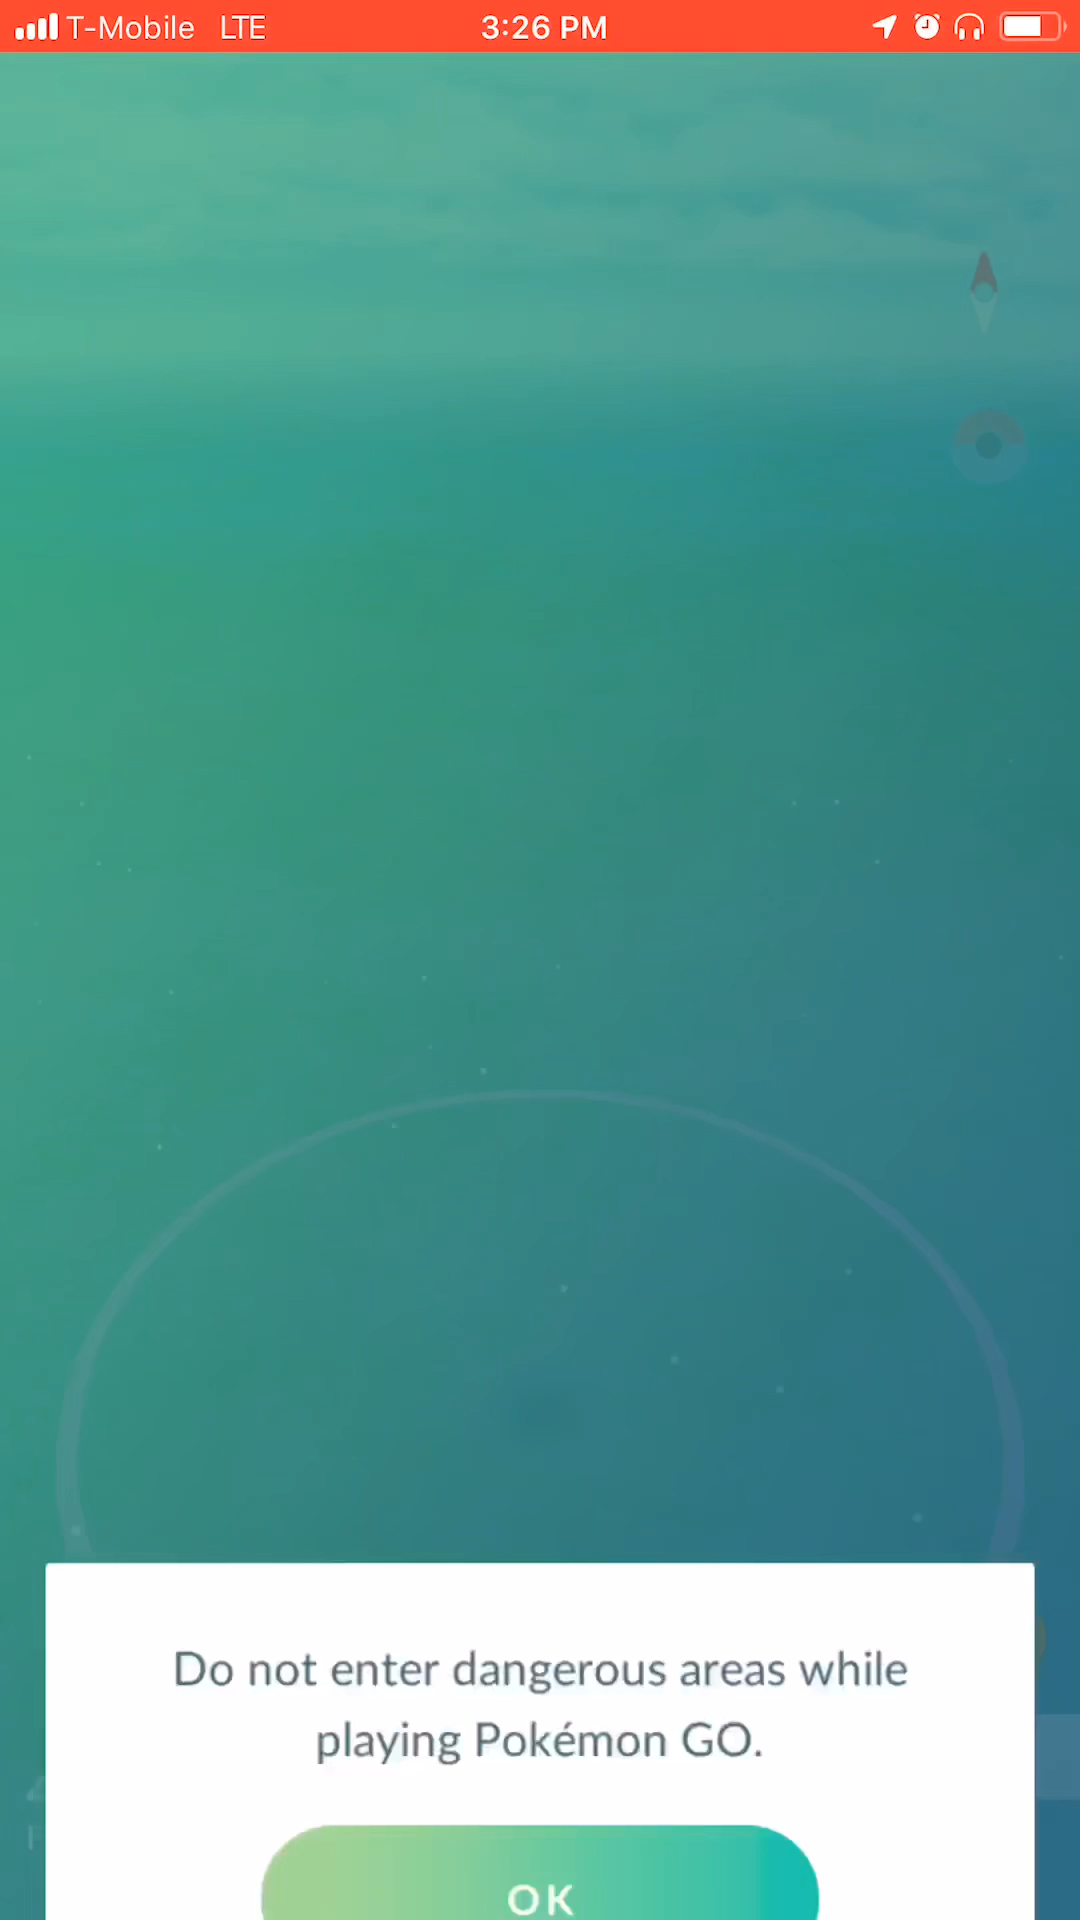 T-Mobile LTE 3:26 PM
Do not enter dangerous areas while
playing Pokémon GO.
OK